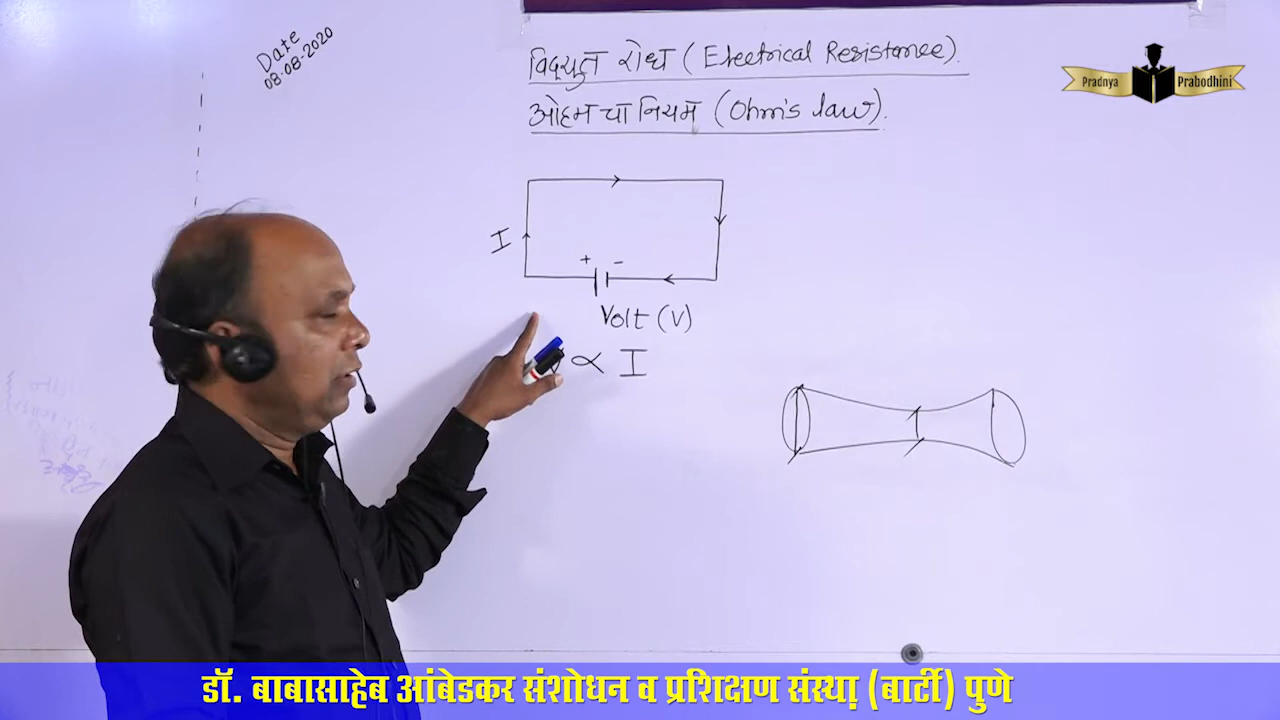 Date
08.08-2020
विद्युत रोध (Electrical Resistance).
ओहमचा नियम (Ohm's law).
Pradnya Prabodhini
I
+ -
Volt (V)
∝ I
डॉ. बाबासाहेब आंबेडकर संशोधन व प्रशिक्षण संस्था (बार्टी) पुणे